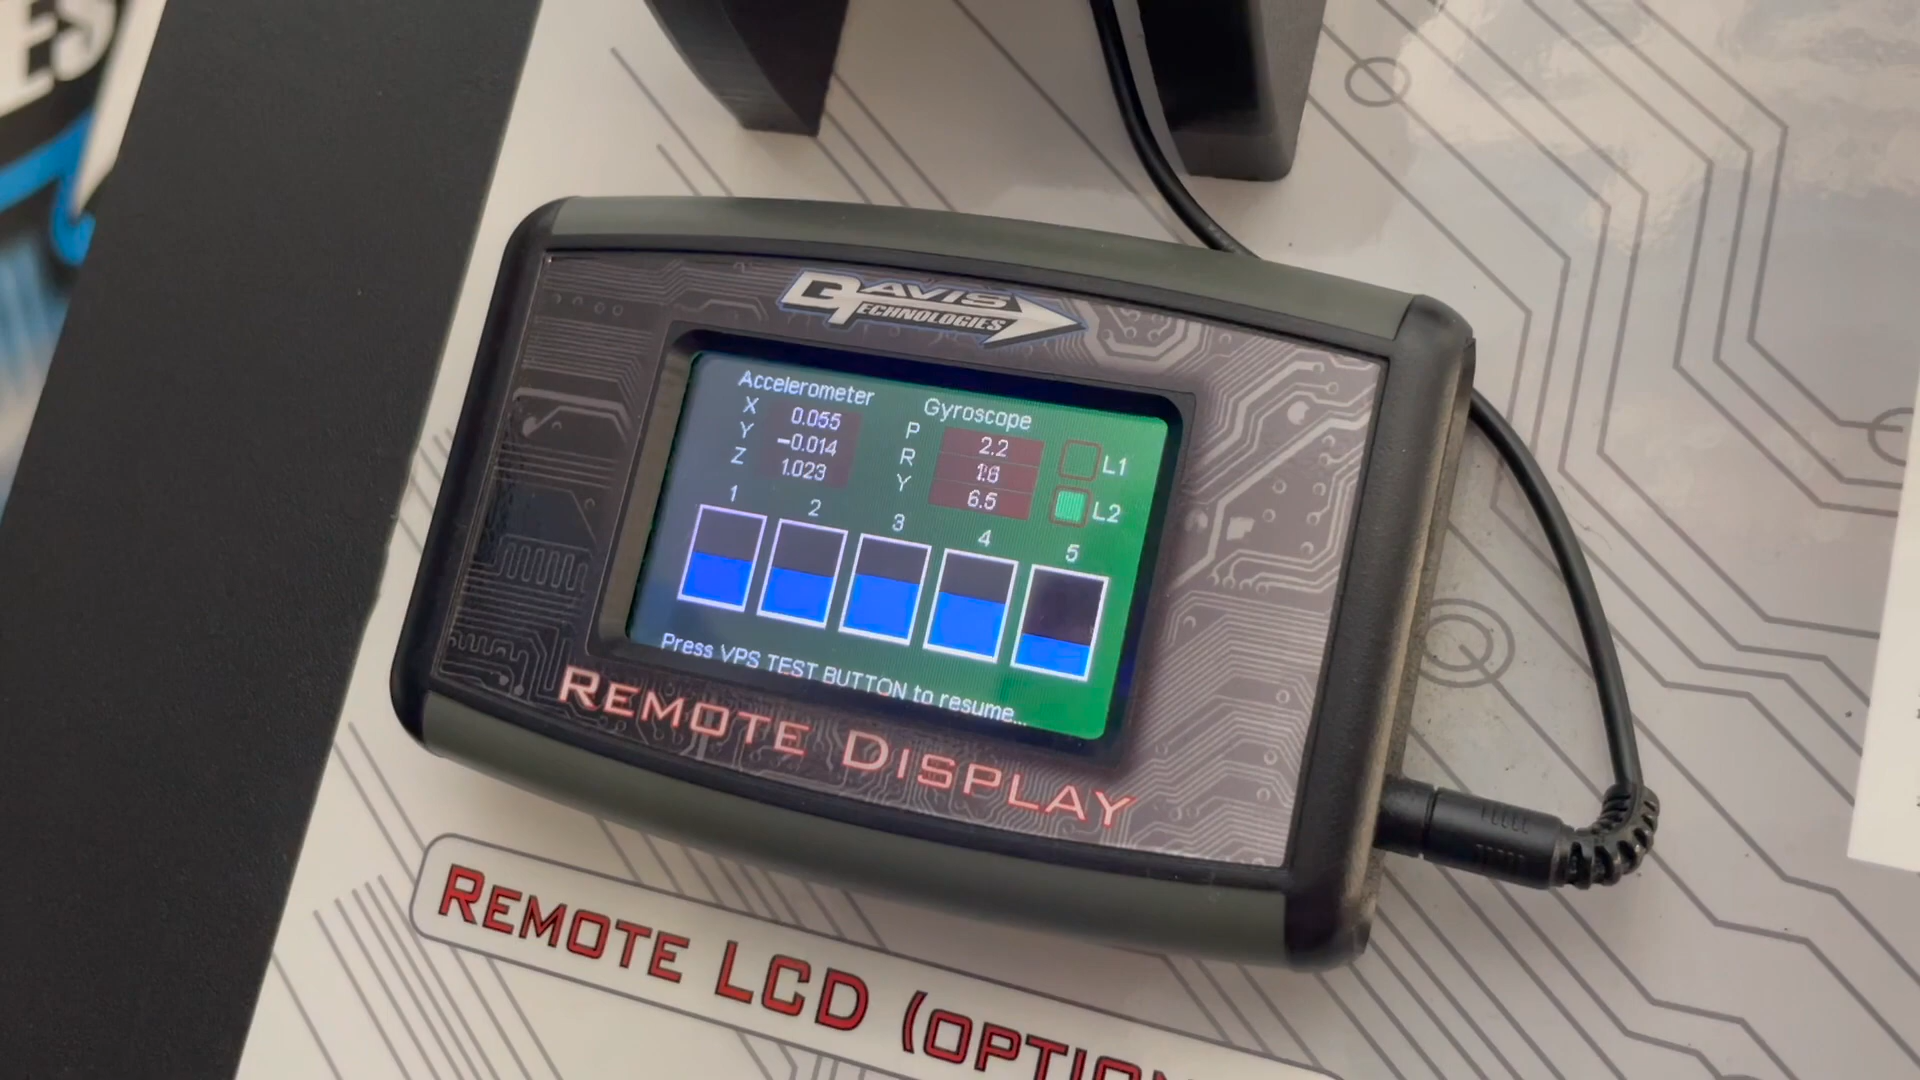 ES
DAVIS
TECHNOLOGIES
Accelerometer
X 0.055
Y -0.014
Z 1.023
Gyroscope
P 2.2
R 1.6
Y 6.5
L1
L2
1 2 3 4 5
Press VPS TEST BUTTON to resume...
REMOTE DISPLAY
REMOTE LCD (OPTION